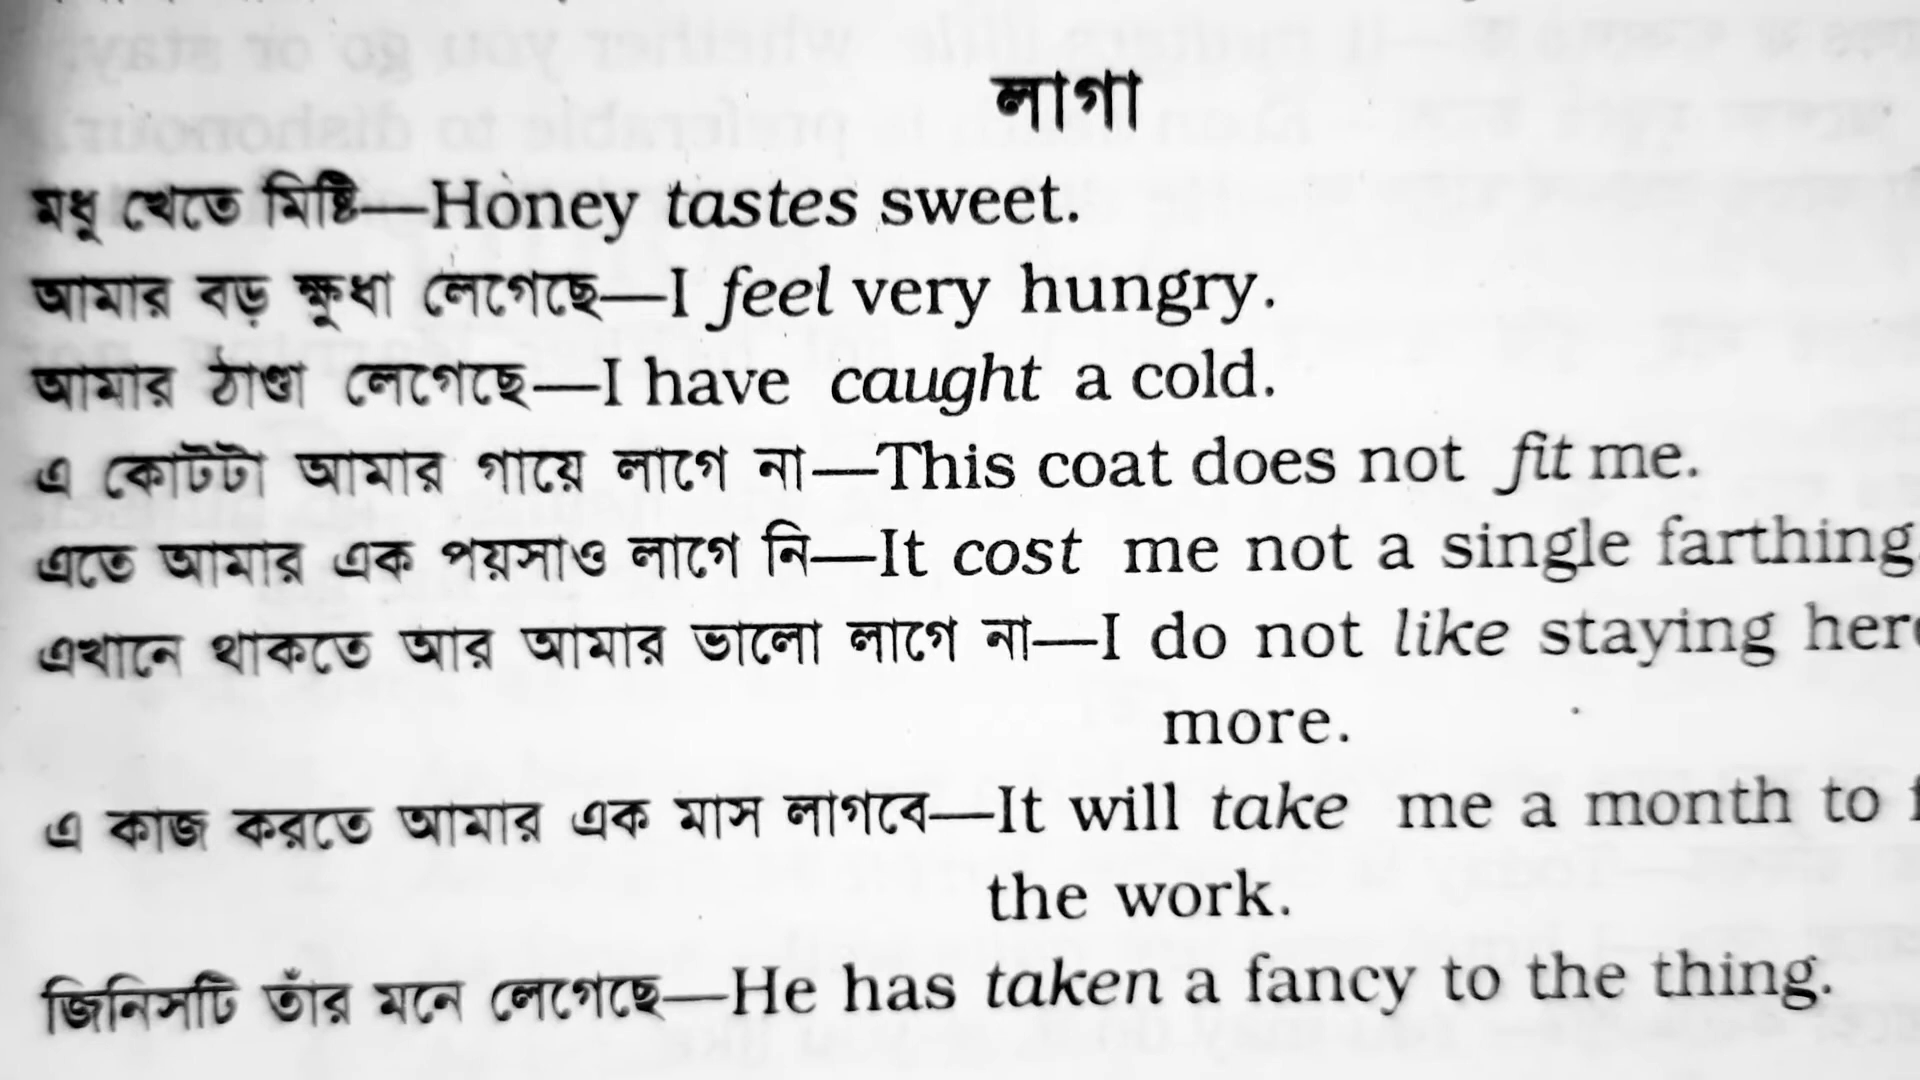 লাগা
মধু খেতে মিষ্টি—Honey tastes sweet.
আমার বড় ক্ষুধা লেগেছে—I feel very hungry.
আমার ঠাণ্ডা লেগেছে—I have caught a cold.
এ কোটটা আমার গায়ে লাগে না—This coat does not fit me.
এতে আমার এক পয়সাও লাগে নি—It cost me not a single farthing
এখানে থাকতে আর আমার ভালো লাগে না—I do not like staying
more.
এ কাজ করতে আমার এক মাস লাগবে—It will take me a month to
the work.
জিনিসটি তাঁর মনে লেগেছে—He has taken a fancy to the thing.